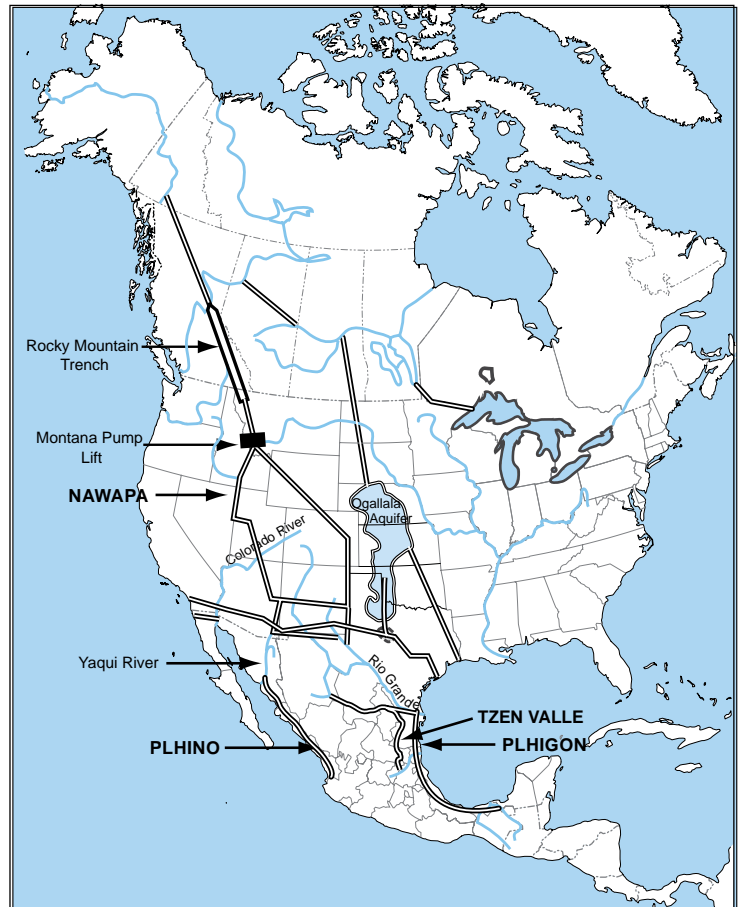 Rocky Mountain
Trench
Montana Pump
Lift
NAWAPA
Ogallala
Aquifer
Colorado River
Yaqui River
Rio Grande
TZEN VALLE
PLHINO
PLHIGON